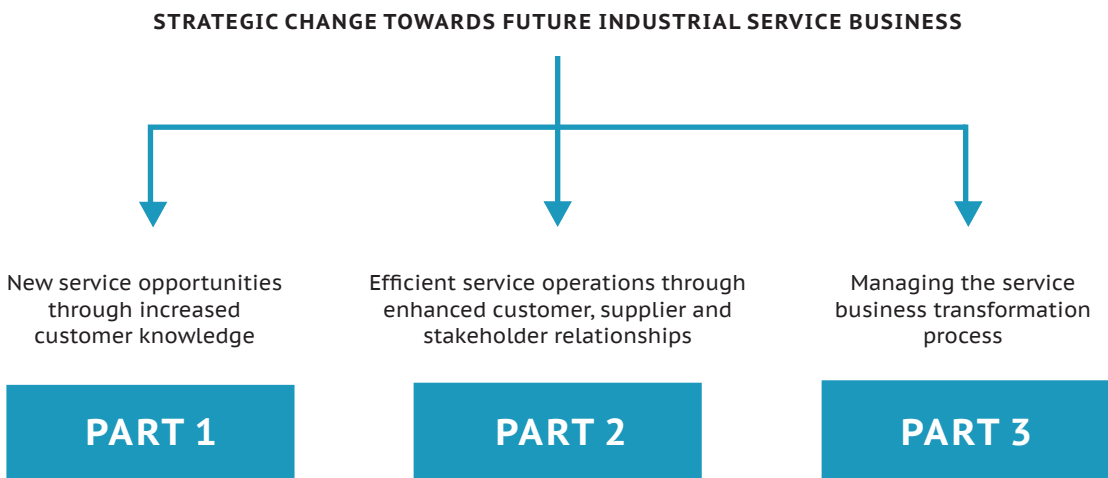 STRATEGIC CHANGE TOWARDS FUTURE INDUSTRIAL SERVICE BUSINESS
New service opportunities
through increased
customer knowledge
Efficient service operations through
enhanced customer, supplier and
stakeholder relationships
Managing the service
business transformation
process
PART 1
PART 2
PART 3